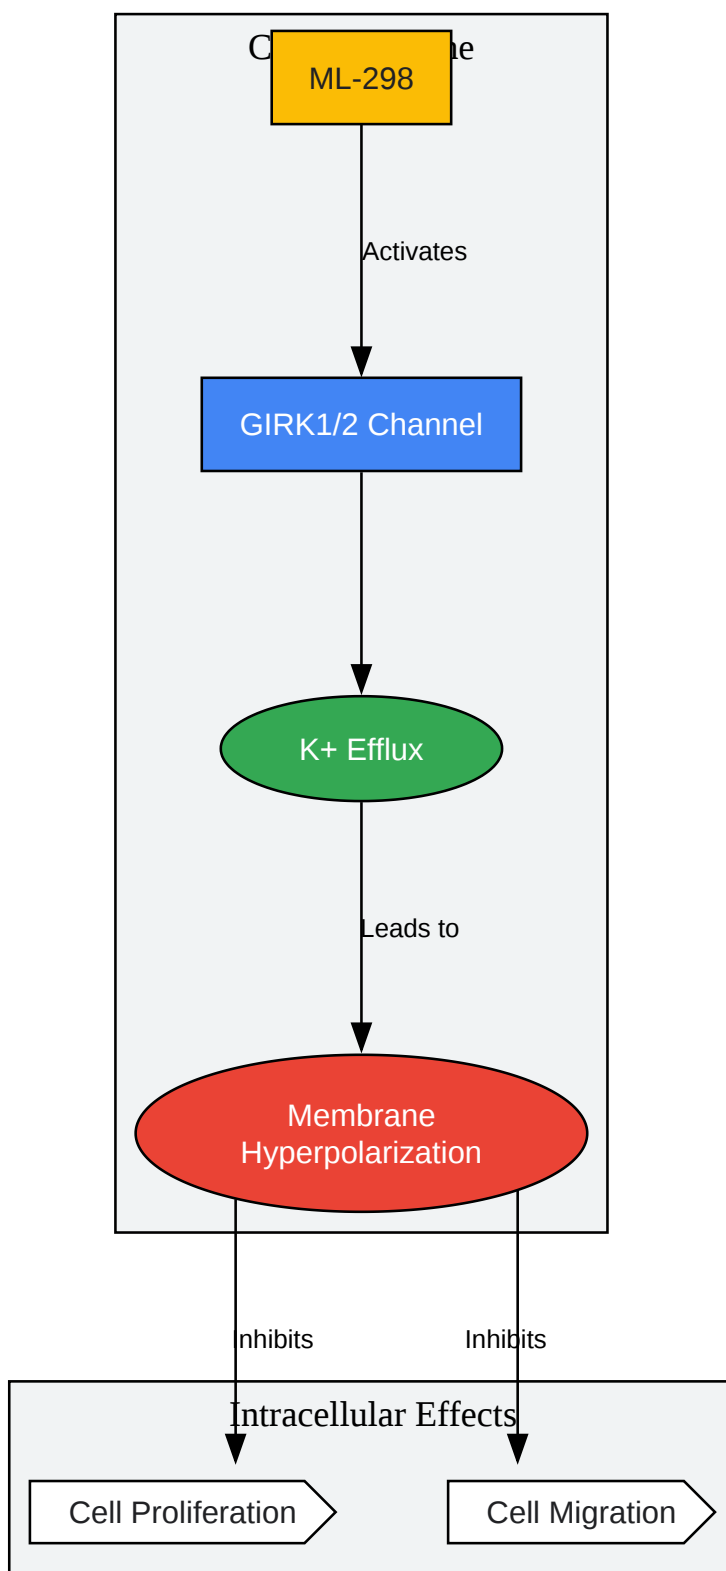 ML-298
Activates
GIRK1/2 Channel
K+ Efflux
Leads to
Membrane
Hyperpolarization
Inhibits
Inhibits
Intracellular Effects
Cell Proliferation
Cell Migration